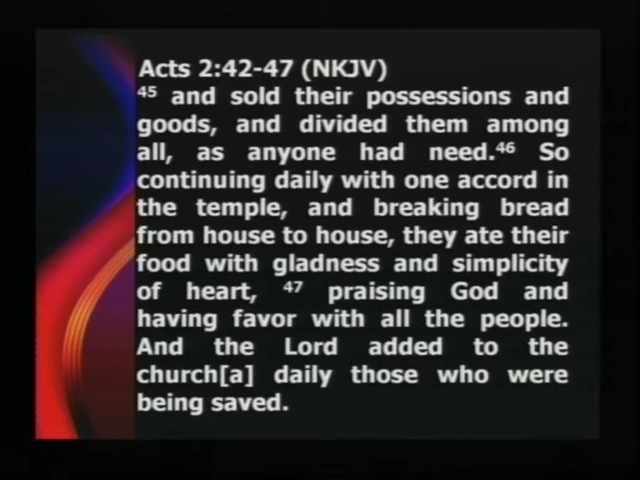 Acts 2:42-47 (NKJV)
45 and sold their possessions and
goods, and divided them among
all, as anyone had need.46 So
continuing daily with one accord in
the temple, and breaking bread
from house to house, they ate their
food with gladness and simplicity
of heart, 47 praising God and
having favor with all the people.
And the Lord added to the
church[a] daily those who were
being saved.